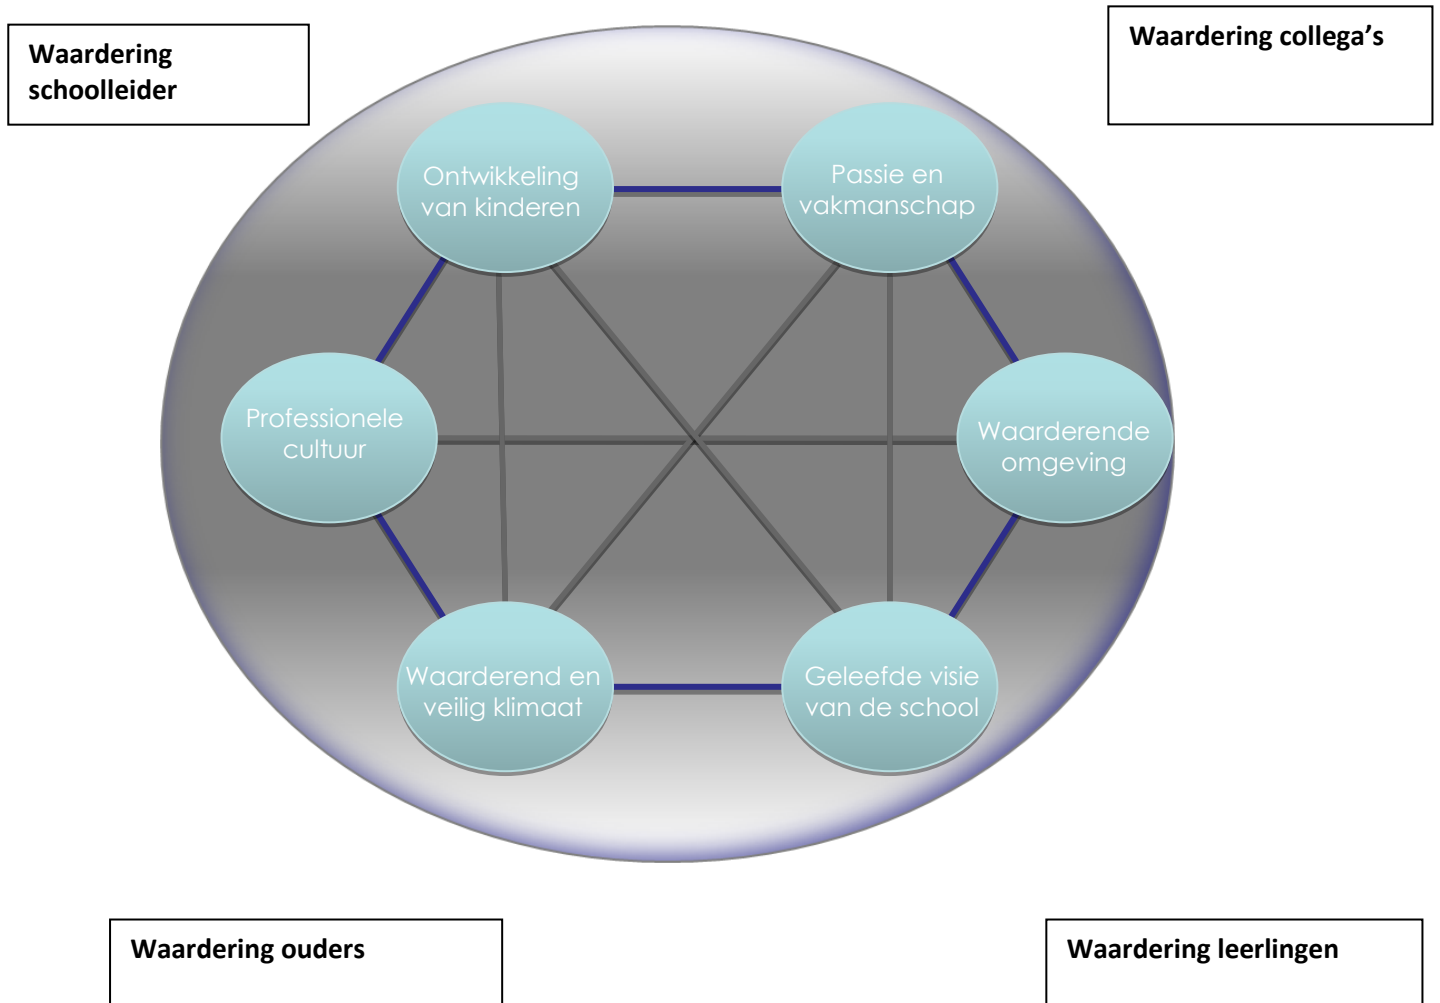 Waardering
schoolleider
Waardering collega’s
Ontwikkeling
van kinderen
Passie en
vakmanschap
Professionele
cultuur
Waarderende
omgeving
Waarderend en
veilig klimaat
Geleefde visie
van de school
Waardering ouders
Waardering leerlingen